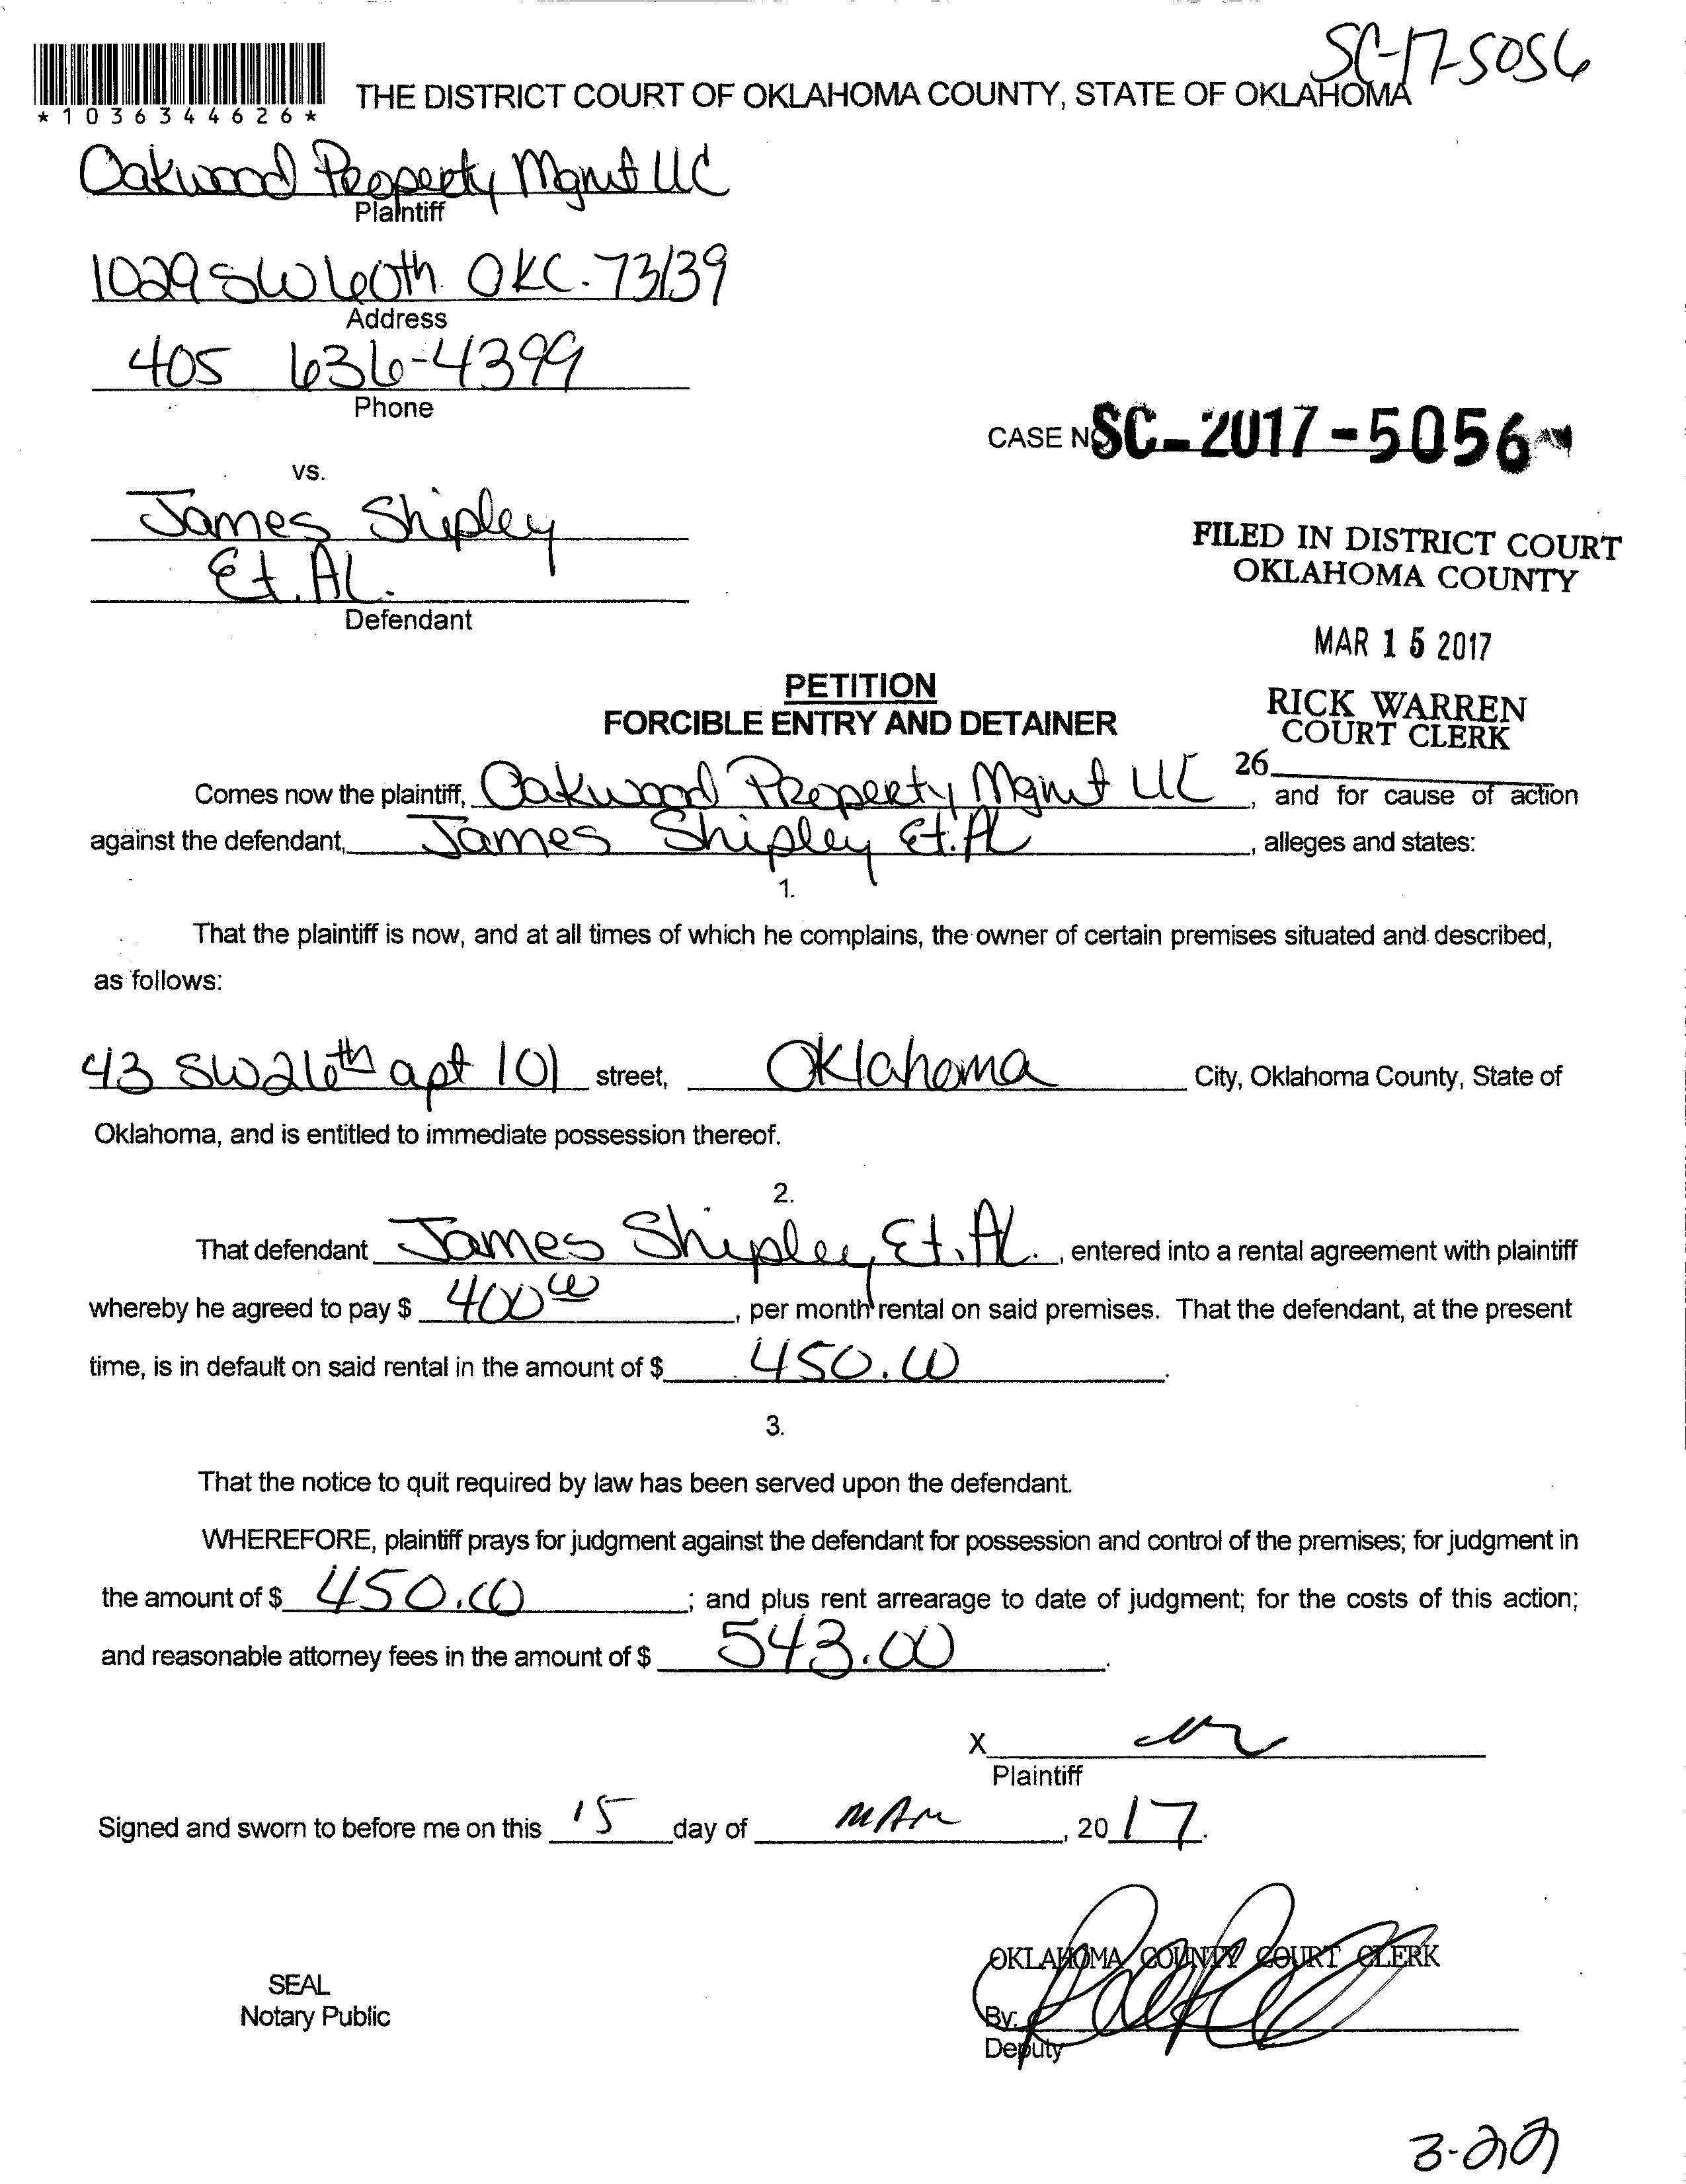 SC-17-5056
*1036344626*
THE DISTRICT COURT OF OKLAHOMA COUNTY, STATE OF OKLAHOMA
Oakwood Property Mgmt LLC
Plaintiff
1029 SW 60th OKC. 73139
Address
405 636-4399
Phone
CASE NO SC-2017-5056
vs.
James Shipley
Et. Al.
Defendant
FILED IN DISTRICT COURT
OKLAHOMA COUNTY
MAR 15 2017
RICK WARREN
COURT CLERK
26
PETITION
FORCIBLE ENTRY AND DETAINER
Comes now the plaintiff, Oakwood Property Mgmt LLC, and for cause of action
against the defendant, James Shipley Et. Al, alleges and states:
1.
That the plaintiff is now, and at all times of which he complains, the owner of certain premises situated and described,
as follows:
43 SW 26th apt 101 street, Oklahoma City, Oklahoma County, State of
Oklahoma, and is entitled to immediate possession thereof.
2.
That defendant James Shipley Et. Al., entered into a rental agreement with plaintiff
whereby he agreed to pay $ 400 00, per month rental on said premises. That the defendant, at the present
time, is in default on said rental in the amount of $ 450.00.
3.
That the notice to quit required by law has been served upon the defendant.
WHEREFORE, plaintiff prays for judgment against the defendant for possession and control of the premises; for judgment in
the amount of $ 450.00; and plus rent arrearage to date of judgment; for the costs of this action;
and reasonable attorney fees in the amount of $ 543.00.
X
Plaintiff
Signed and sworn to before me on this 15 day of MAR, 20 17.
OKLAHOMA COUNTY COURT CLERK
SEAL
Notary Public
By:
Deputy
3-22